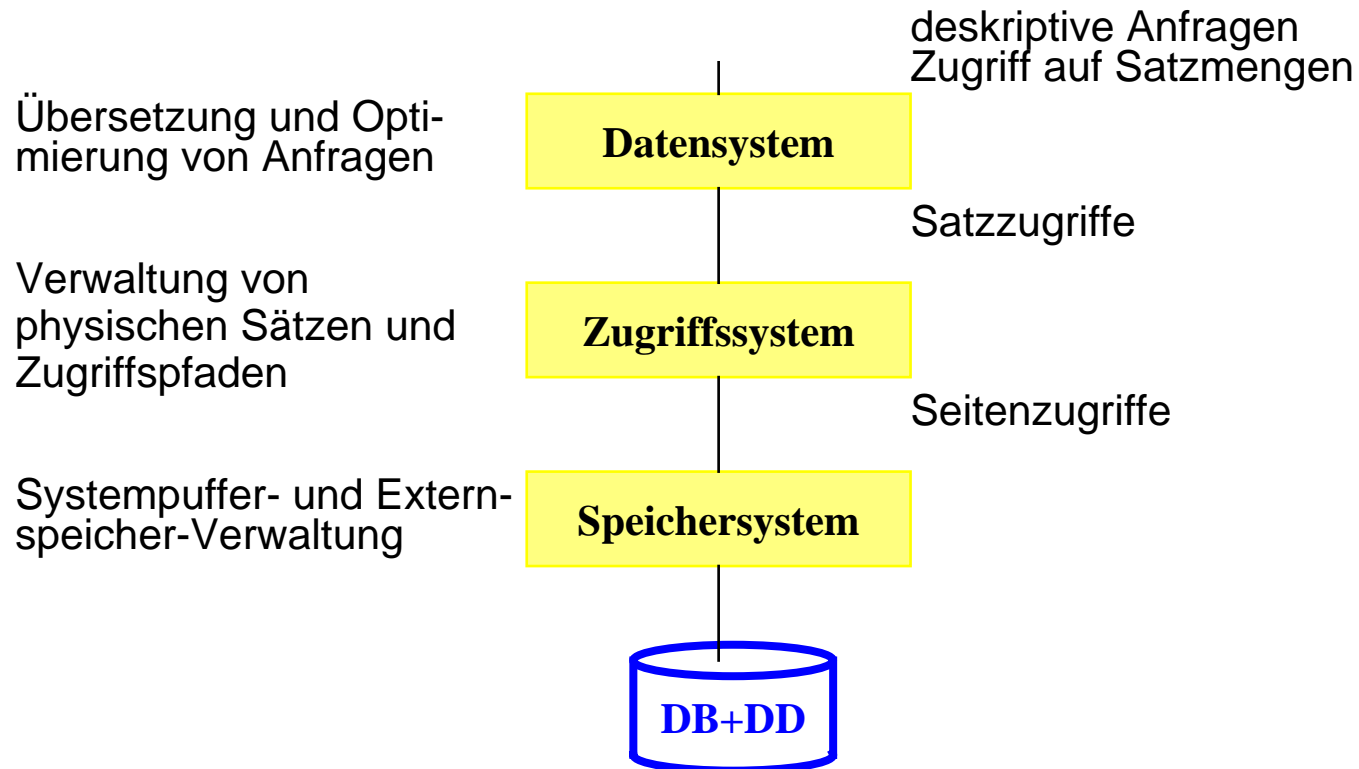 deskriptive Anfragen
Zugriff auf Satzmengen
Übersetzung und Opti-
mierung von Anfragen
Datensystem
Satzzugriffe
Verwaltung von
physischen Sätzen und
Zugriffspfaden
Zugriffssystem
Seitenzugriffe
Systempuffer- und Extern-
speicher-Verwaltung
Speichersystem
DB+DD